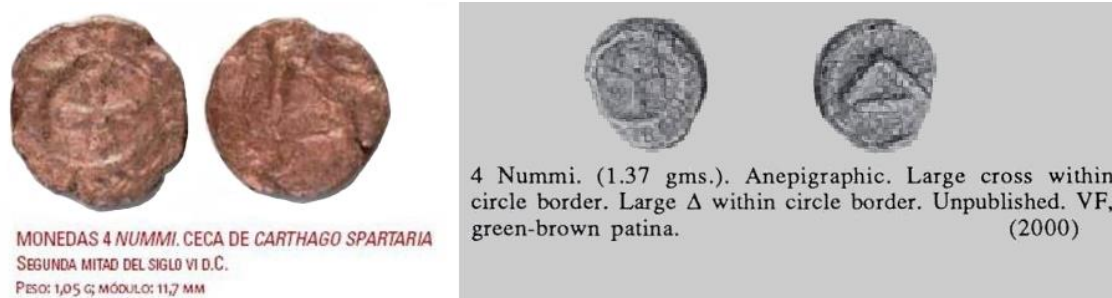 MONEDAS 4 NUMMI. CECA DE CARTHAGO SPARTARIA
SEGUNDA MITAD DEL SIGLO VI D.C.
PESO: 1,05 G; MÓDULO: 11,7 MM
4 Nummi. (1.37 gms.). Anepigraphic. Large cross within
circle border. Large Δ within circle border. Unpublished. VF,
green-brown patina. (2000)